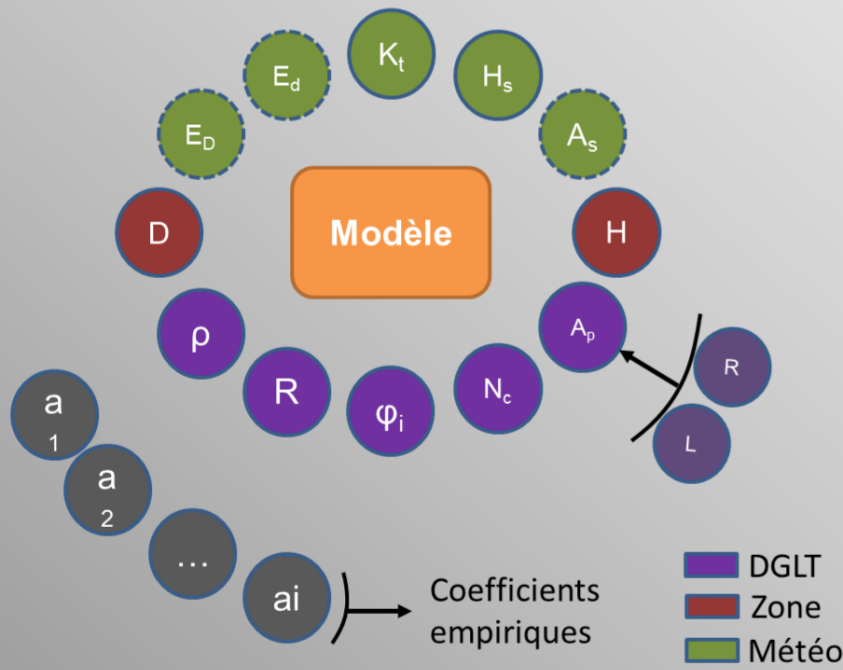 Kt
Ed
Hs
ED
As
Modèle
D
H
ρ
Ap
R
R
Nc
φi
L
a
1
a
2
...
ai
Coefficients
empiriques
DGLT
Zone
Météo